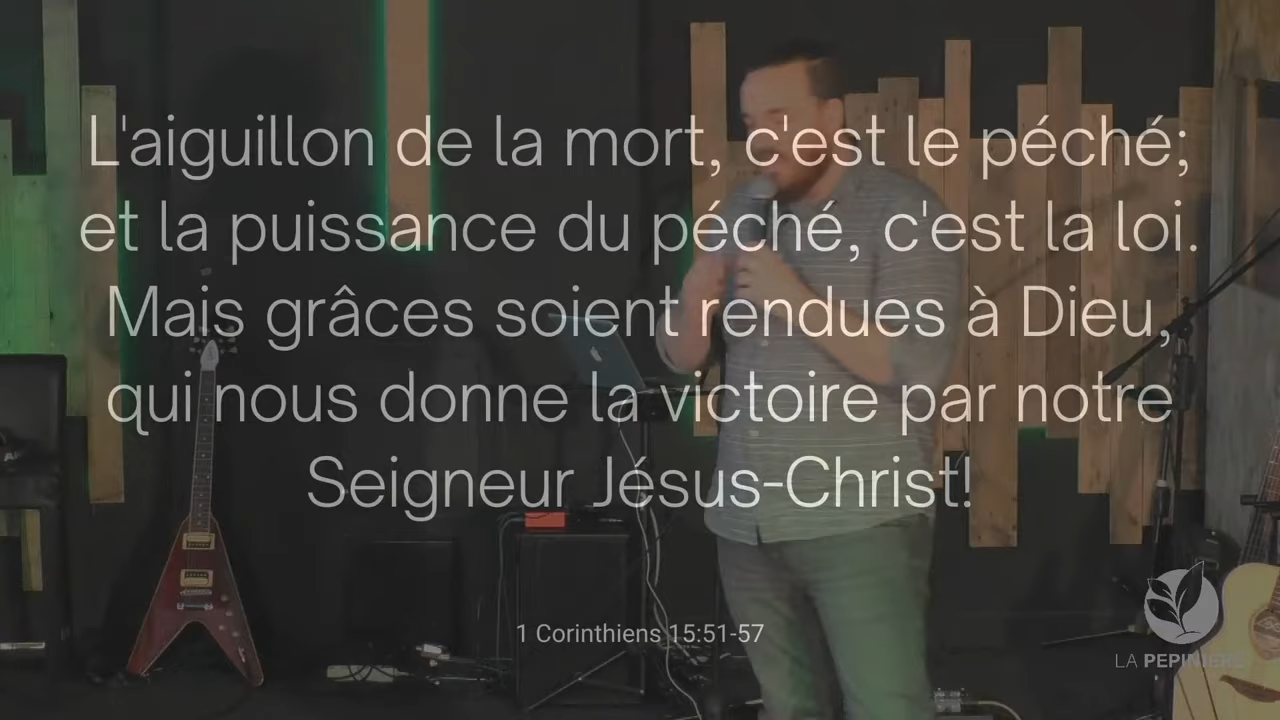 L'aiguillon de la mort, c'est le péché;
et la puissance du péché, c'est la loi.
Mais grâces soient rendues à Dieu,
qui nous donne la victoire par notre
Seigneur Jésus-Christ!
1 Corinthiens 15:51-57
LA PEPINIERE